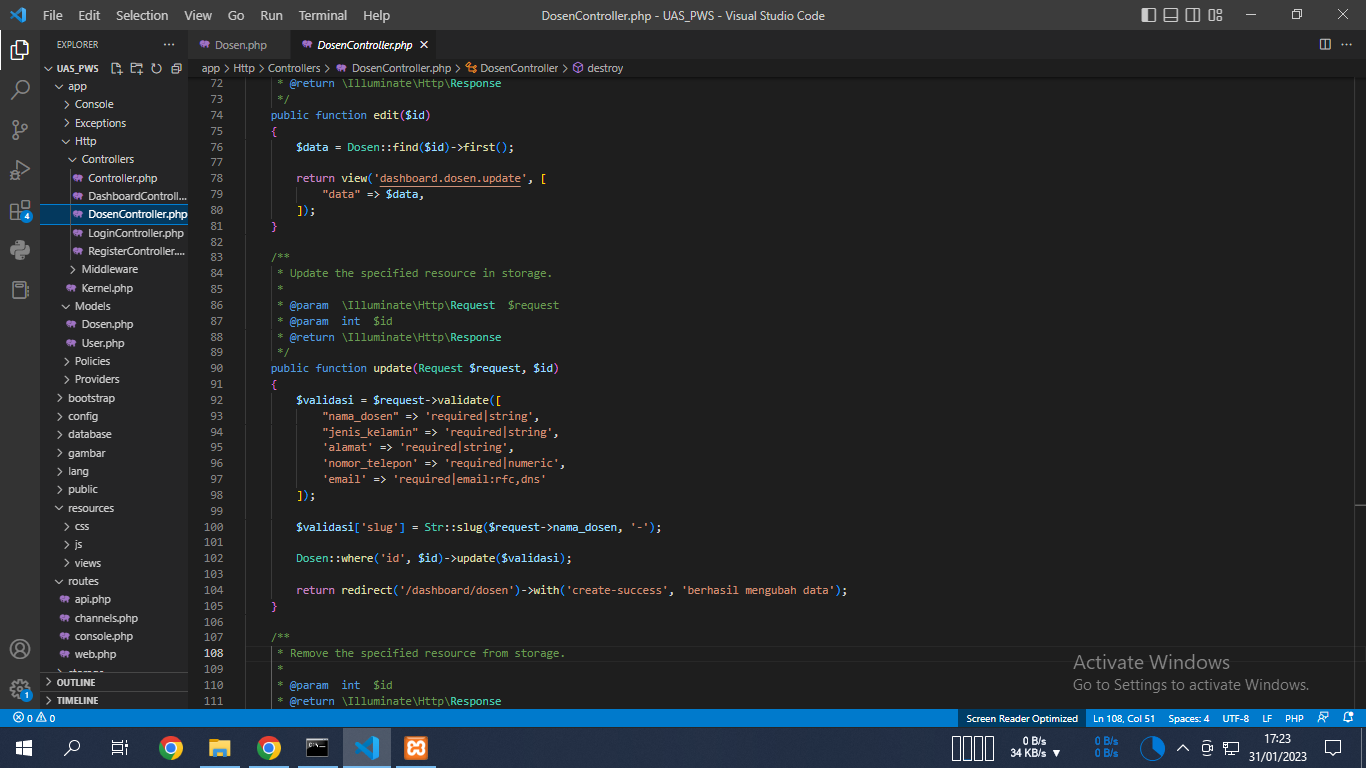 File Edit Selection View Go Run Terminal Help
DosenController.php - UAS_PWS - Visual Studio Code
EXPLORER
UAS_PWS
app
Console
Exceptions
Http
Controllers
Controller.php
DashboardControll...
DosenController.php
LoginController.php
RegisterController....
Middleware
Kernel.php
Models
Dosen.php
User.php
Policies
Providers
bootstrap
config
database
gambar
lang
public
resources
css
js
views
routes
api.php
channels.php
console.php
web.php
OUTLINE
TIMELINE
4
1
Dosen.php
DosenController.php
app > Http > Controllers > DosenController.php > DosenController > destroy
72 * @return \Illuminate\Http\Response
73 */
74 public function edit($id)
75 {
76 $data = Dosen::find($id)->first();
77
78 return view('dashboard.dosen.update', [
79 "data" => $data,
80 ]);
81 }
82
83 /**
84 * Update the specified resource in storage.
85 *
86 * @param \Illuminate\Http\Request $request
87 * @param int $id
88 * @return \Illuminate\Http\Response
89 */
90 public function update(Request $request, $id)
91 {
92 $validasi = $request->validate([
93 "nama_dosen" => 'required|string',
94 "jenis_kelamin" => 'required|string',
95 'alamat' => 'required|string',
96 'nomor_telepon' => 'required|numeric',
97 'email' => 'required|email:rfc,dns'
98 ]);
99
100 $validasi['slug'] = Str::slug($request->nama_dosen, '-');
101
102 Dosen::where('id', $id)->update($validasi);
103
104 return redirect('/dashboard/dosen')->with('create-success', 'berhasil mengubah data');
105 }
106
107 /**
108 * Remove the specified resource from storage.
109 *
110 * @param int $id
111 * @return \Illuminate\Http\Response
Activate Windows
Go to Settings to activate Windows.
0 0
Screen Reader Optimized
Ln 108, Col 51
Spaces: 4
UTF-8
LF
PHP
0 B/s
34 KB/s
0 B/s
0 B/s
17:23
31/01/2023